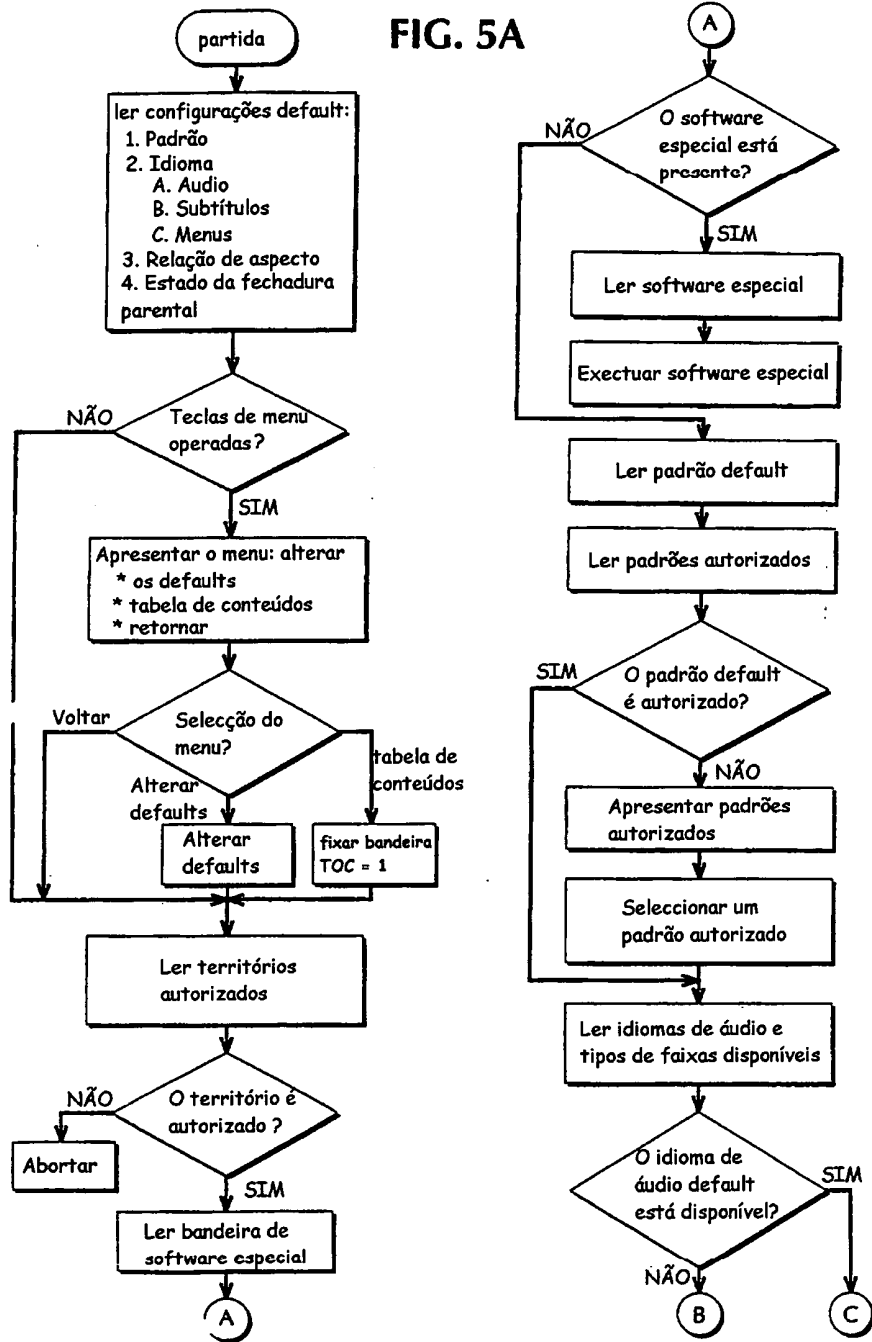 FIG. 5A
partida
ler configurações default:
1. Padrão
2. Idioma
A. Audio
B. Subtítulos
C. Menus
3. Relação de aspecto
4. Estado da fechadura
parental
NÃO
Teclas de menu
operadas?
SIM
Apresentar o menu: alterar
* os defaults
* tabela de conteúdos
* retornar
Voltar
Selecção do
menu?
tabela de
conteúdos
Alterar
defaults
Alterar
defaults
fixar bandeira
TOC = 1
Ler territórios
autorizados
NÃO
O território é
autorizado ?
Abortar
SIM
Ler bandeira de
software especial
A
A
NÃO
O software
especial está
presente?
SIM
Ler software especial
Exectuar software especial
Ler padrão default
Ler padrões autorizados
SIM
O padrão default
é autorizado?
NÃO
Apresentar padrões
autorizados
Seleccionar um
padrão autorizado
Ler idiomas de áudio e
tipos de faixas disponíveis
O idioma de
áudio default
está disponível?
SIM
NÃO
B
C